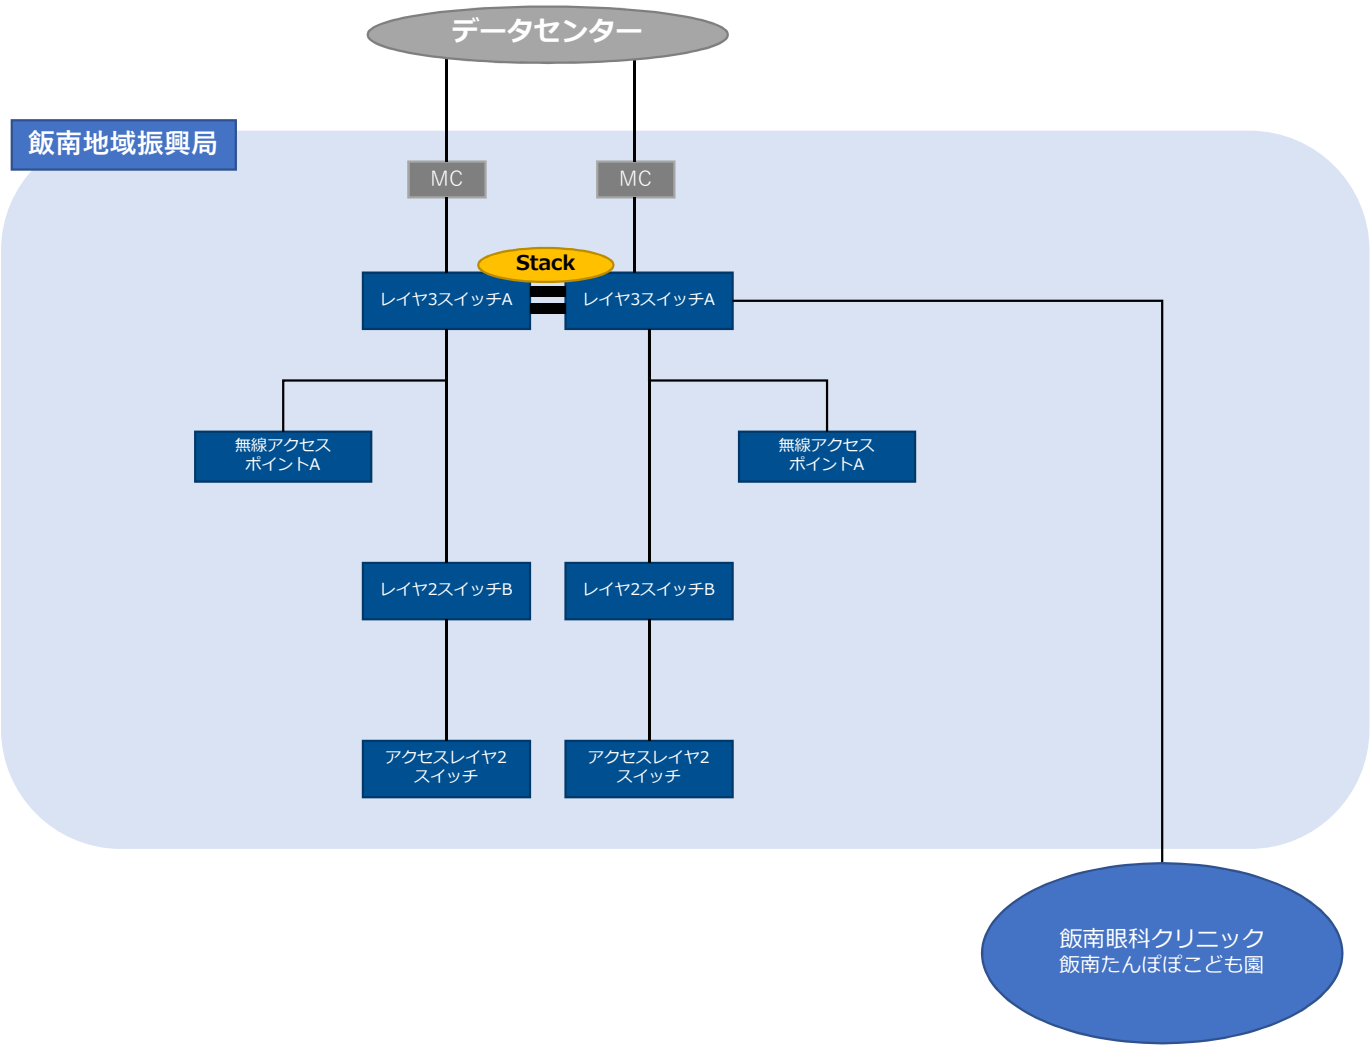 データセンター
飯南地域振興局
MC
MC
Stack
レイヤ3スイッチA
レイヤ3スイッチA
無線アクセス
ポイントA
無線アクセス
ポイントA
レイヤ2スイッチB
レイヤ2スイッチB
アクセスレイヤ2
スイッチ
アクセスレイヤ2
スイッチ
飯南眼科クリニック
飯南たんぽぽこども園